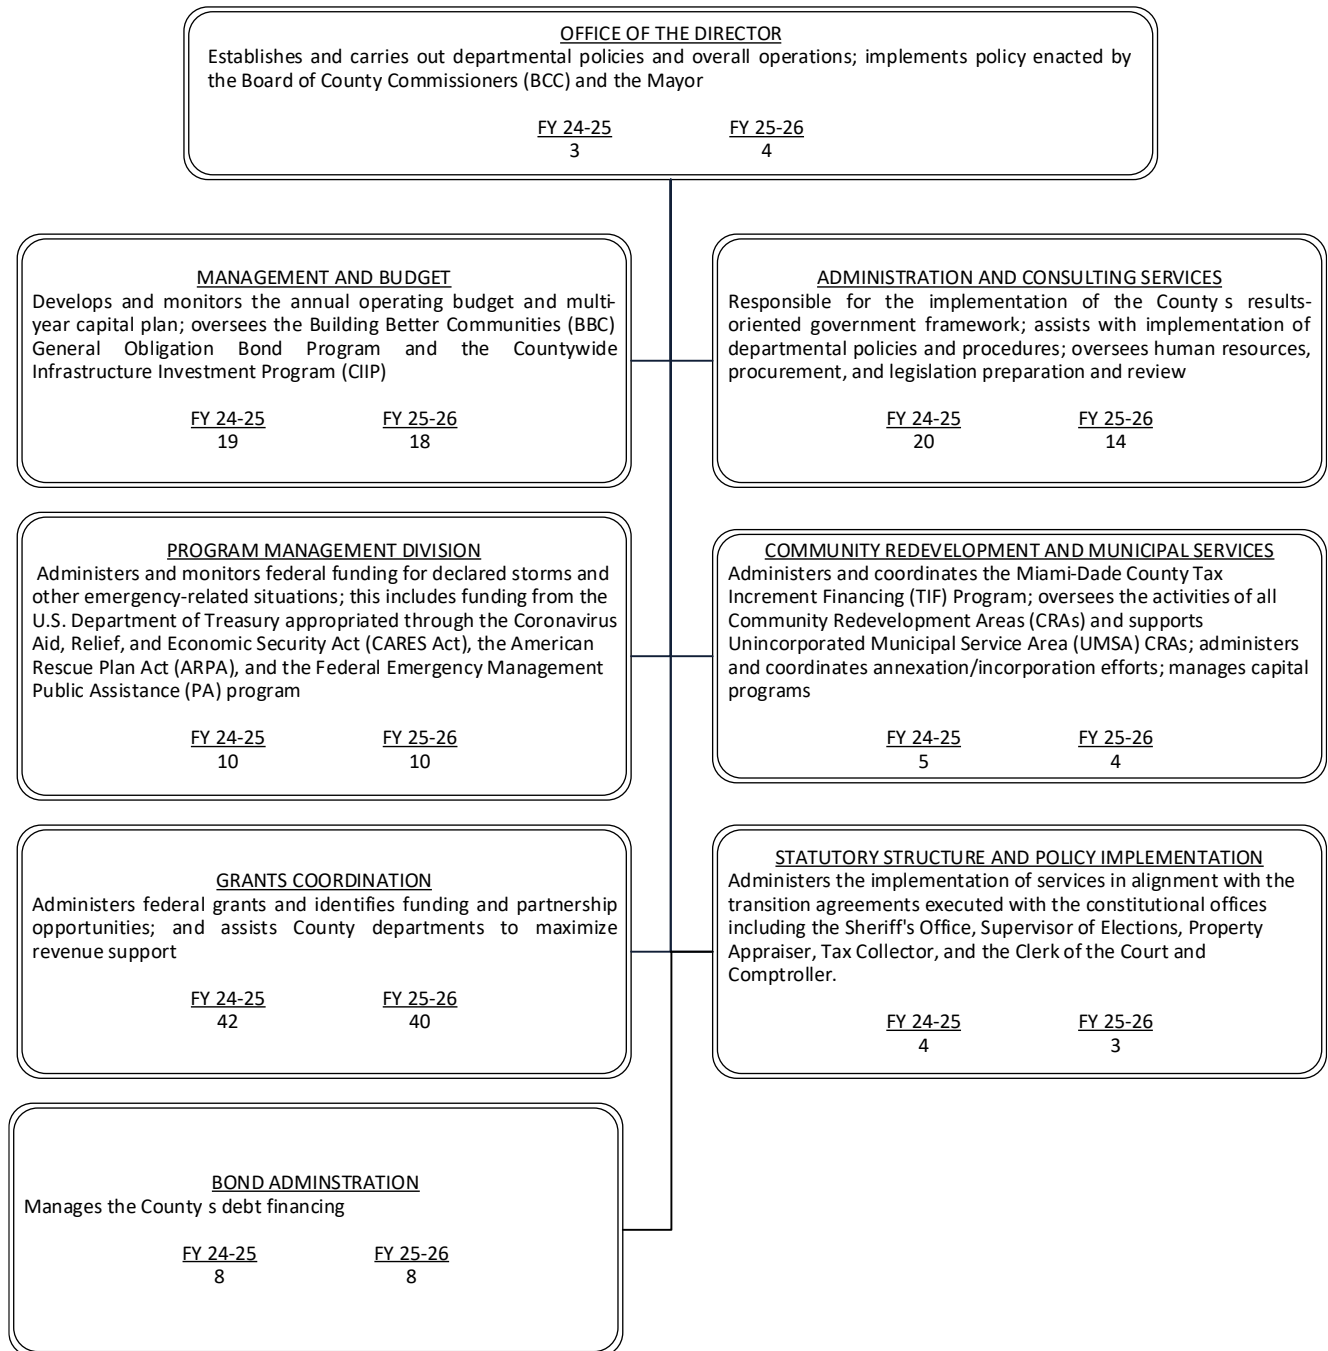 OFFICE OF THE DIRECTOR
Establishes and carries out departmental policies and overall operations; implements policy enacted by
the Board of County Commissioners (BCC) and the Mayor
FY 24-25 FY 25-26
3 4
MANAGEMENT AND BUDGET
Develops and monitors the annual operating budget and multi-
year capital plan; oversees the Building Better Communities (BBC)
General Obligation Bond Program and the Countywide
Infrastructure Investment Program (CIIP)
FY 24-25 FY 25-26
19 18
ADMINISTRATION AND CONSULTING SERVICES
Responsible for the implementation of the County s results-
oriented government framework; assists with implementation of
departmental policies and procedures; oversees human resources,
procurement, and legislation preparation and review
FY 24-25 FY 25-26
20 14
PROGRAM MANAGEMENT DIVISION
Administers and monitors federal funding for declared storms and
other emergency-related situations; this includes funding from the
U.S. Department of Treasury appropriated through the Coronavirus
Aid, Relief, and Economic Security Act (CARES Act), the American
Rescue Plan Act (ARPA), and the Federal Emergency Management
Public Assistance (PA) program
FY 24-25 FY 25-26
10 10
COMMUNITY REDEVELOPMENT AND MUNICIPAL SERVICES
Administers and coordinates the Miami-Dade County Tax
Increment Financing (TIF) Program; oversees the activities of all
Community Redevelopment Areas (CRAs) and supports
Unincorporated Municipal Service Area (UMSA) CRAs; administers
and coordinates annexation/incorporation efforts; manages capital
programs
FY 24-25 FY 25-26
5 4
GRANTS COORDINATION
Administers federal grants and identifies funding and partnership
opportunities; and assists County departments to maximize
revenue support
FY 24-25 FY 25-26
42 40
STATUTORY STRUCTURE AND POLICY IMPLEMENTATION
Administers the implementation of services in alignment with the
transition agreements executed with the constitutional offices
including the Sheriff's Office, Supervisor of Elections, Property
Appraiser, Tax Collector, and the Clerk of the Court and
Comptroller.
FY 24-25 FY 25-26
4 3
BOND ADMINSTRATION
Manages the County s debt financing
FY 24-25 FY 25-26
8 8